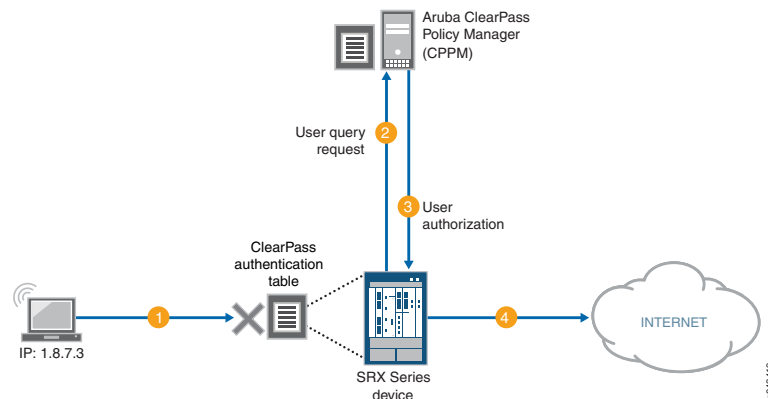 Aruba ClearPass
Policy Manager
(CPPM)
User query
request
2
3
User
authorization
ClearPass
authentication
table
1
4
INTERNET
IP: 1.8.7.3
SRX Series
device